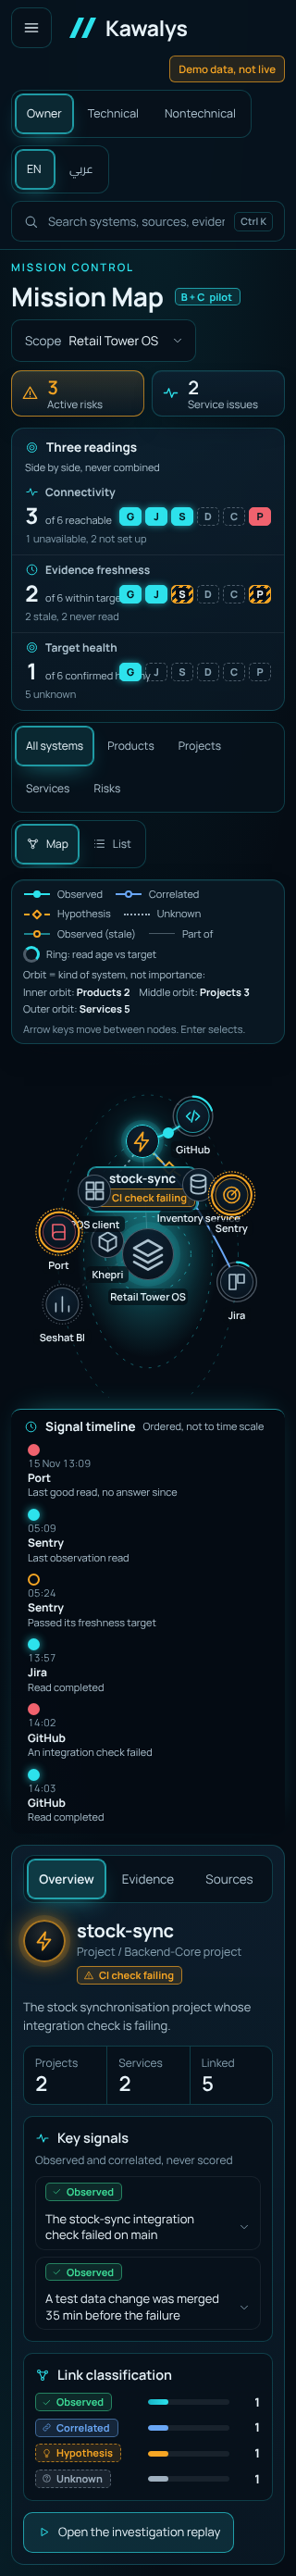 Kawalys
Demo data, not live
Owner Technical Nontechnical
EN عربي
Search systems, sources, eviden Ctrl K
MISSION CONTROL
Mission Map B + C pilot
Scope Retail Tower OS
3 Active risks
2 Service issues
Three readings
Side by side, never combined
Connectivity
3 of 6 reachable G J S D C P
1 unavailable, 2 not set up
Evidence freshness
2 of 6 within target G J S D C P
2 stale, 2 never read
Target health
1 of 6 confirmed healthy G J S D C P
5 unknown
All systems Products Projects
Services Risks
Map List
Observed Correlated
Hypothesis Unknown
Observed (stale) Part of
Ring: read age vs target
Orbit = kind of system, not importance:
Inner orbit: Products 2 Middle orbit: Projects 3
Outer orbit: Services 5
Arrow keys move between nodes. Enter selects.
GitHub
stock-sync
CI check failing
OS client
Inventory service
Sentry
Port
Khepri
Retail Tower OS
Jira
Seshat BI
Signal timeline Ordered, not to time scale
15 Nov 13:09
Port
Last good read, no answer since
05:09
Sentry
Last observation read
05:24
Sentry
Passed its freshness target
13:57
Jira
Read completed
14:02
GitHub
An integration check failed
14:03
GitHub
Read completed
Overview Evidence Sources
stock-sync
Project / Backend-Core project
CI check failing
The stock synchronisation project whose
integration check is failing.
Projects Services Linked
2 2 5
Key signals
Observed and correlated, never scored
Observed
The stock-sync integration
check failed on main
Observed
A test data change was merged
35 min before the failure
Link classification
Observed 1
Correlated 1
Hypothesis 1
Unknown 1
Open the investigation replay